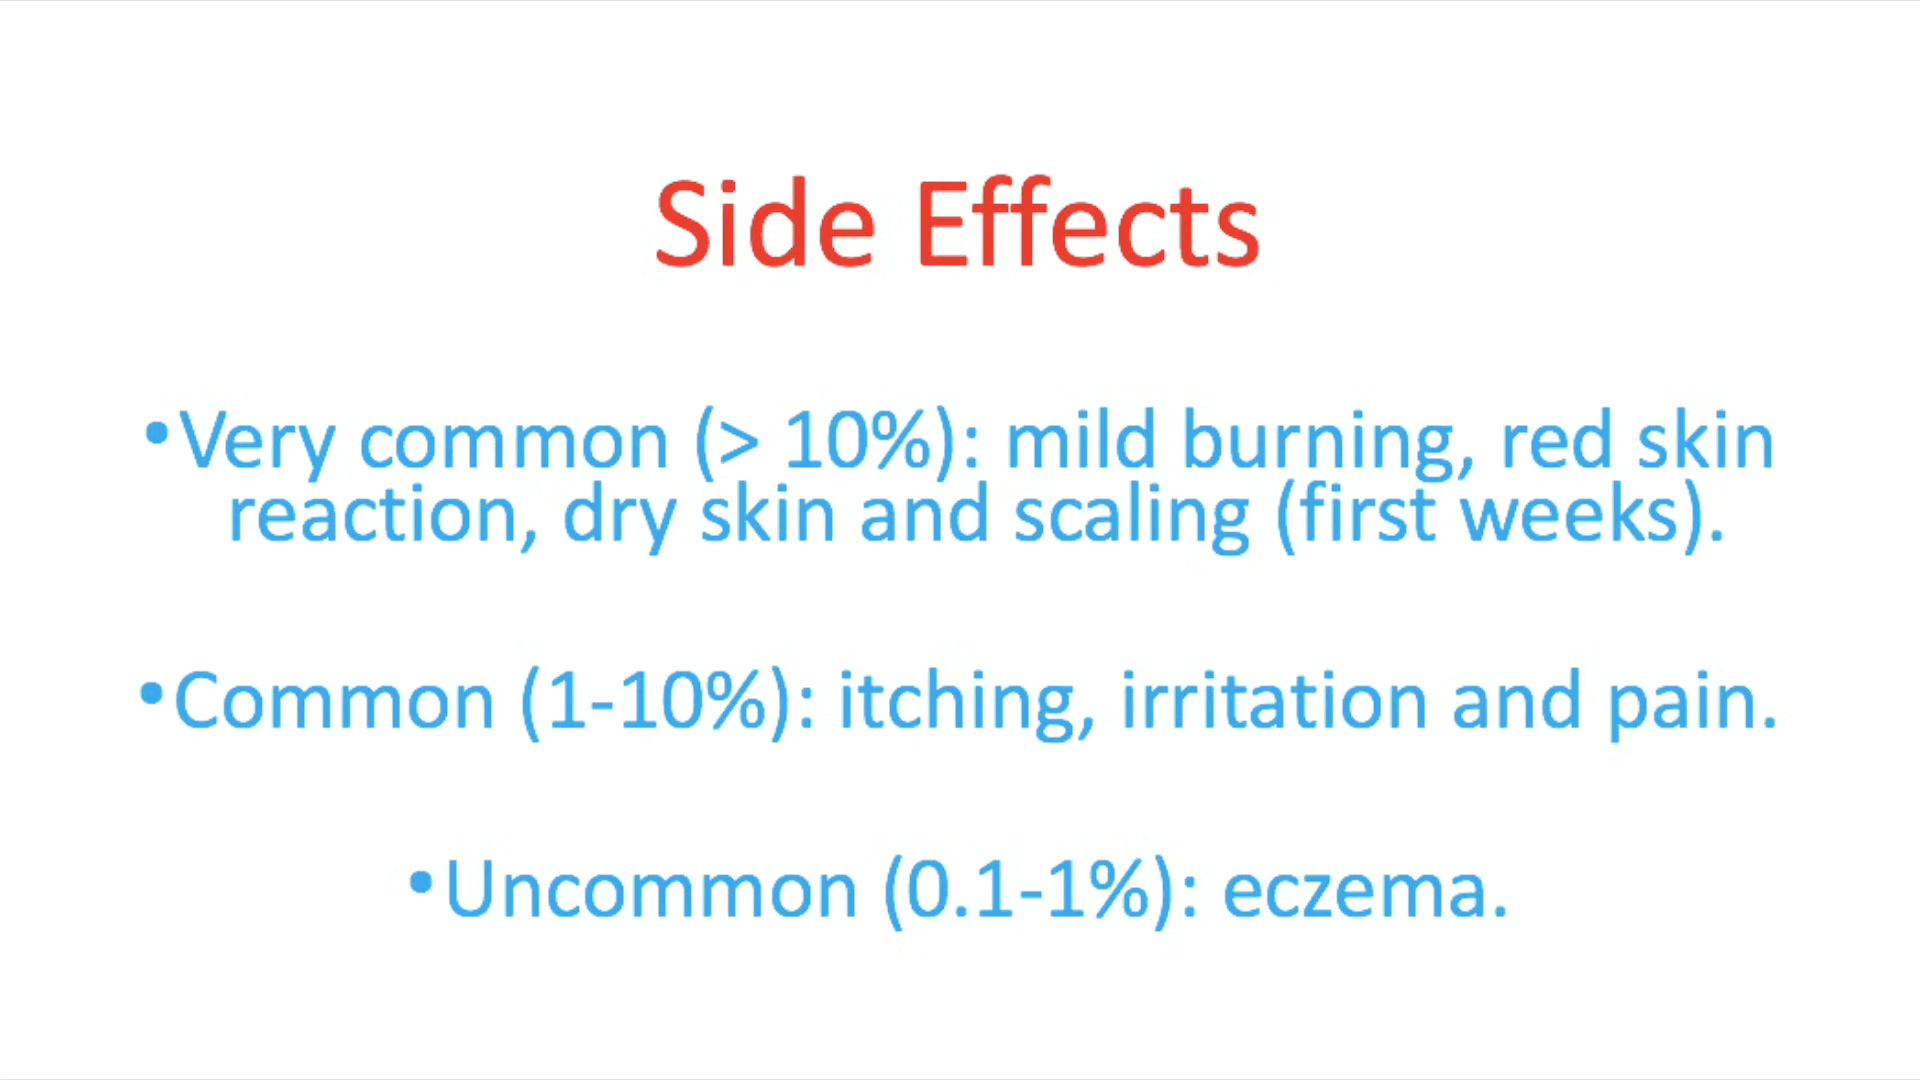 Side Effects
•Very common (> 10%): mild burning, red skin
reaction, dry skin and scaling (first weeks).
•Common (1-10%): itching, irritation and pain.
•Uncommon (0.1-1%): eczema.